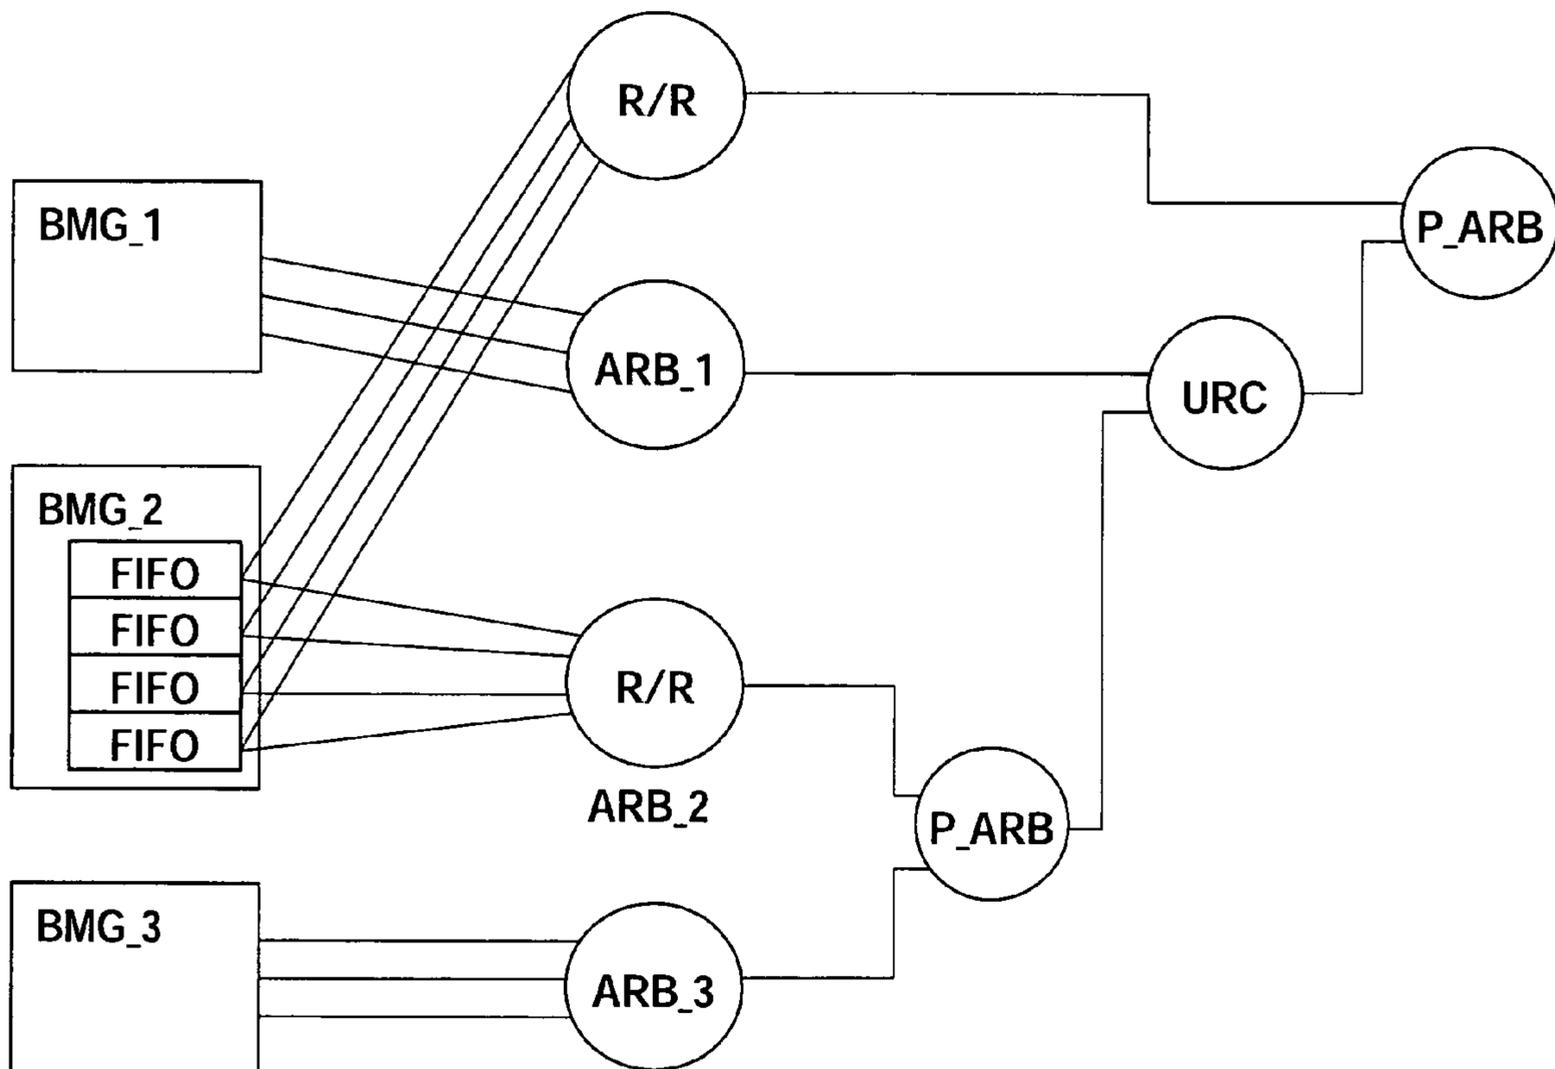 R/R
BMG_1
P_ARB
ARB_1
URC
BMG_2
FIFO
FIFO
FIFO
FIFO
R/R
ARB_2
P_ARB
BMG_3
ARB_3